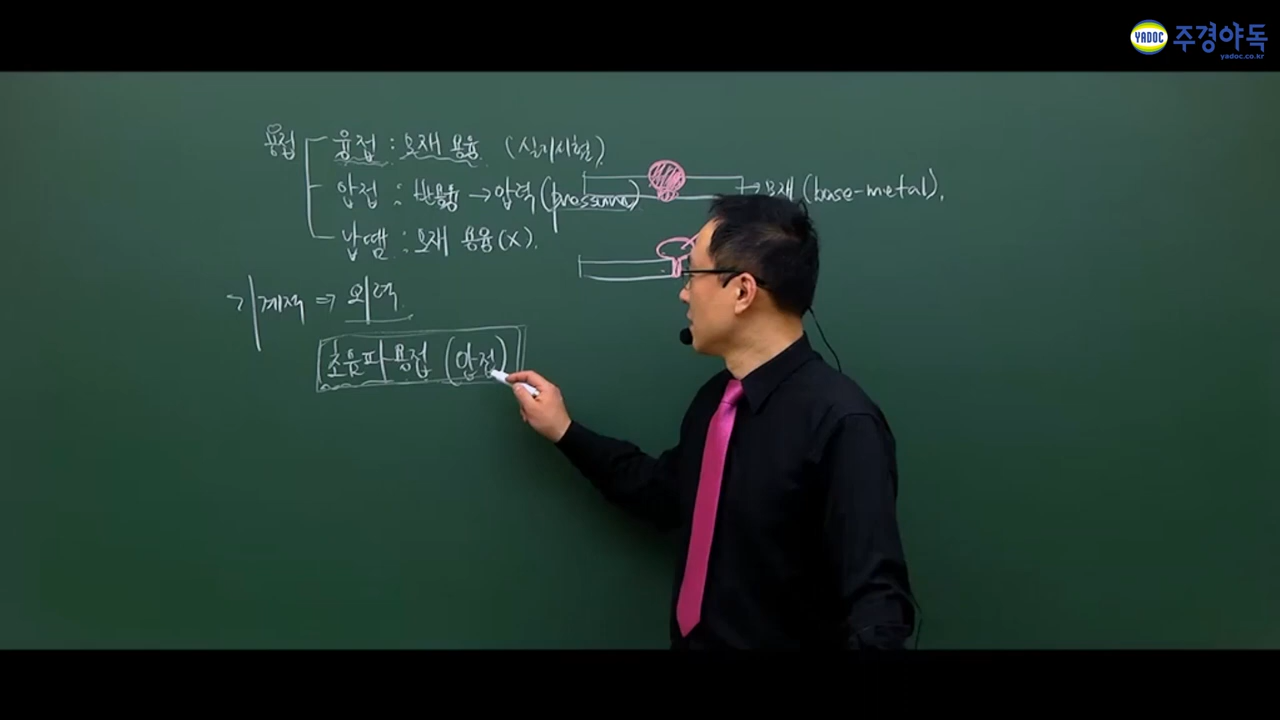 YADOC 주경야독
yadoc.co.kr
용접 융접 : 모재 용융 (실기시험)
압접 : 반용융 → 압력 (pressure) → 모재 (base-metal).
납땜 : 모재 용융(X).
기계적 ⇒ 외력
초음파용접 (압접)